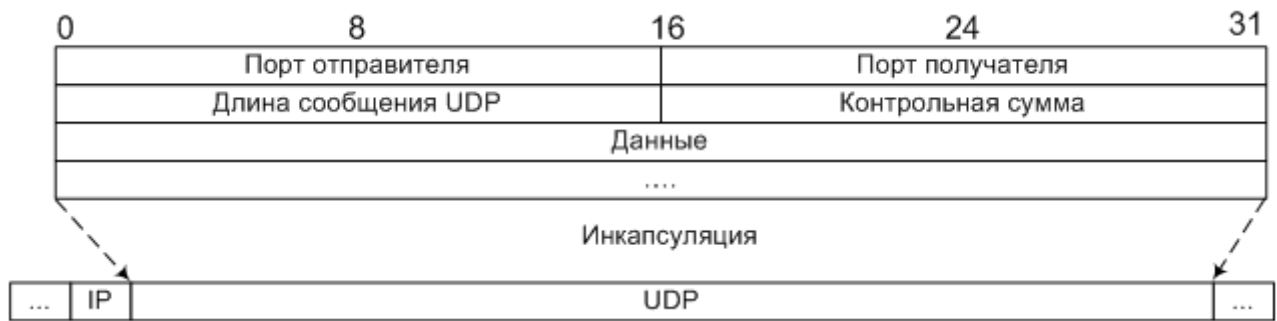 0 8 16 24 31
Порт отправителя Порт получателя
Длина сообщения UDP Контрольная сумма
Данные
....
Инкапсуляция
... IP UDP ...